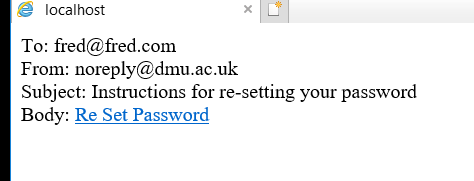 localhost
To: fred@fred.com
From: noreply@dmu.ac.uk
Subject: Instructions for re-setting your password
Body: Re Set Password